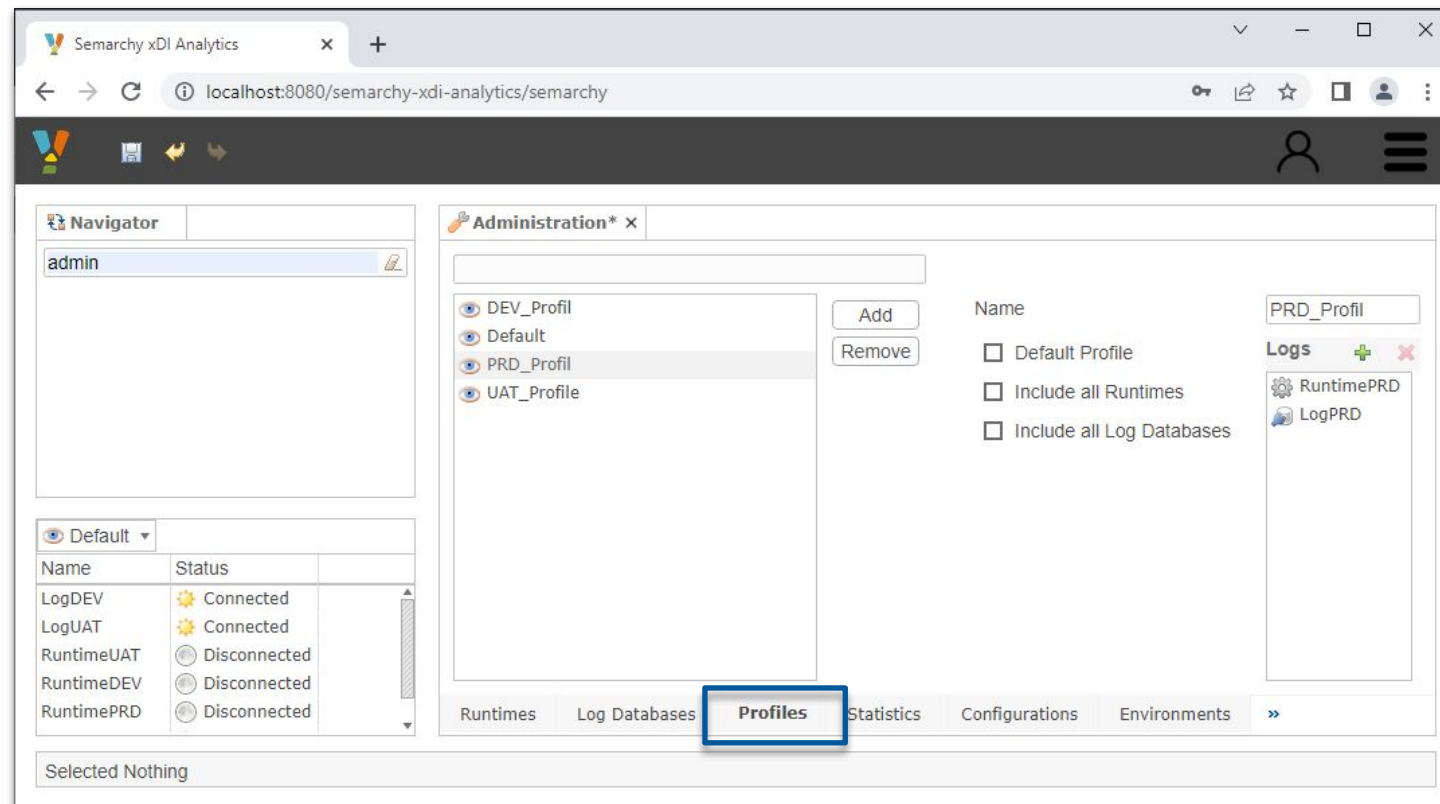 Semarchy xDI Analytics
localhost:8080/semarchy-xdi-analytics/semarchy
Navigator
admin
Default
Name Status
LogDEV Connected
LogUAT Connected
RuntimeUAT Disconnected
RuntimeDEV Disconnected
RuntimePRD Disconnected
Administration*
DEV_Profil
Default
PRD_Profil
UAT_Profile
Add
Remove
Name PRD_Profil
Default Profile
Include all Runtimes
Include all Log Databases
Logs
RuntimePRD
LogPRD
Runtimes Log Databases Profiles Statistics Configurations Environments »
Selected Nothing